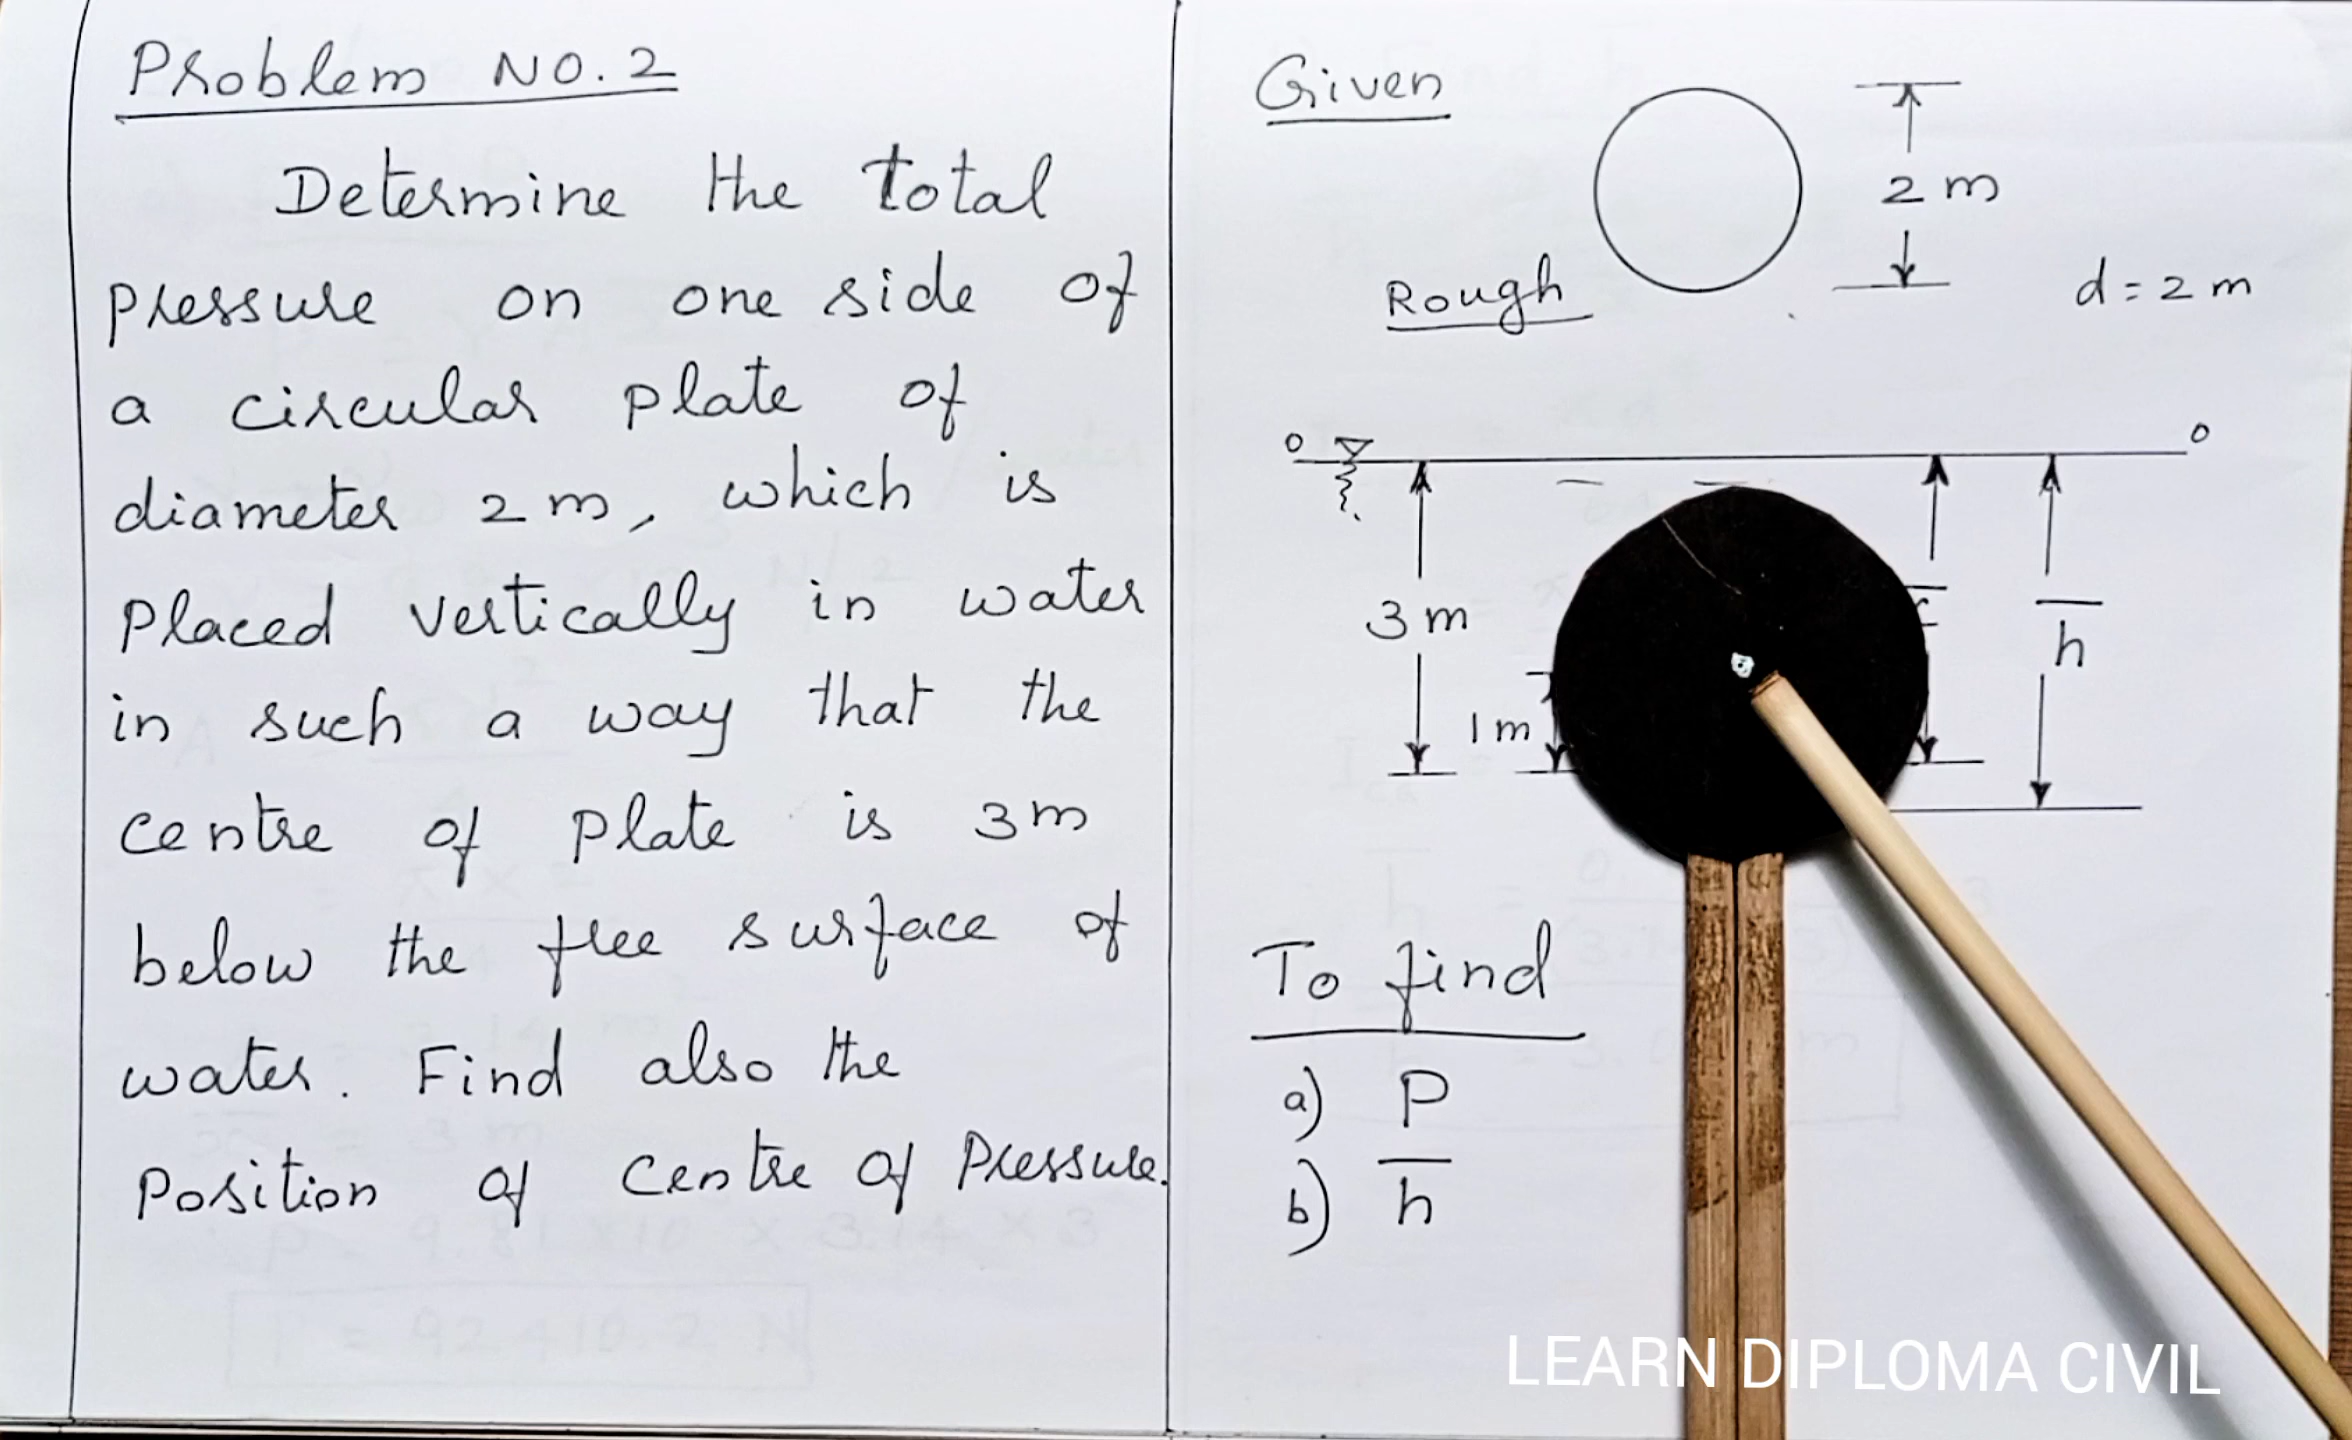 Problem NO. 2
Determine the Total
pressure on one side of
a circular plate of
diameter 2 m, which is
placed vertically in water
in such a way that the
centre of plate is 3m
below the free surface of
water. Find also the
position of centre of Pressure.
Given
2 m
Rough
d = 2 m
o
o
3 m
1 m
h
To find
a) P
b) h
LEARN DIPLOMA CIVIL